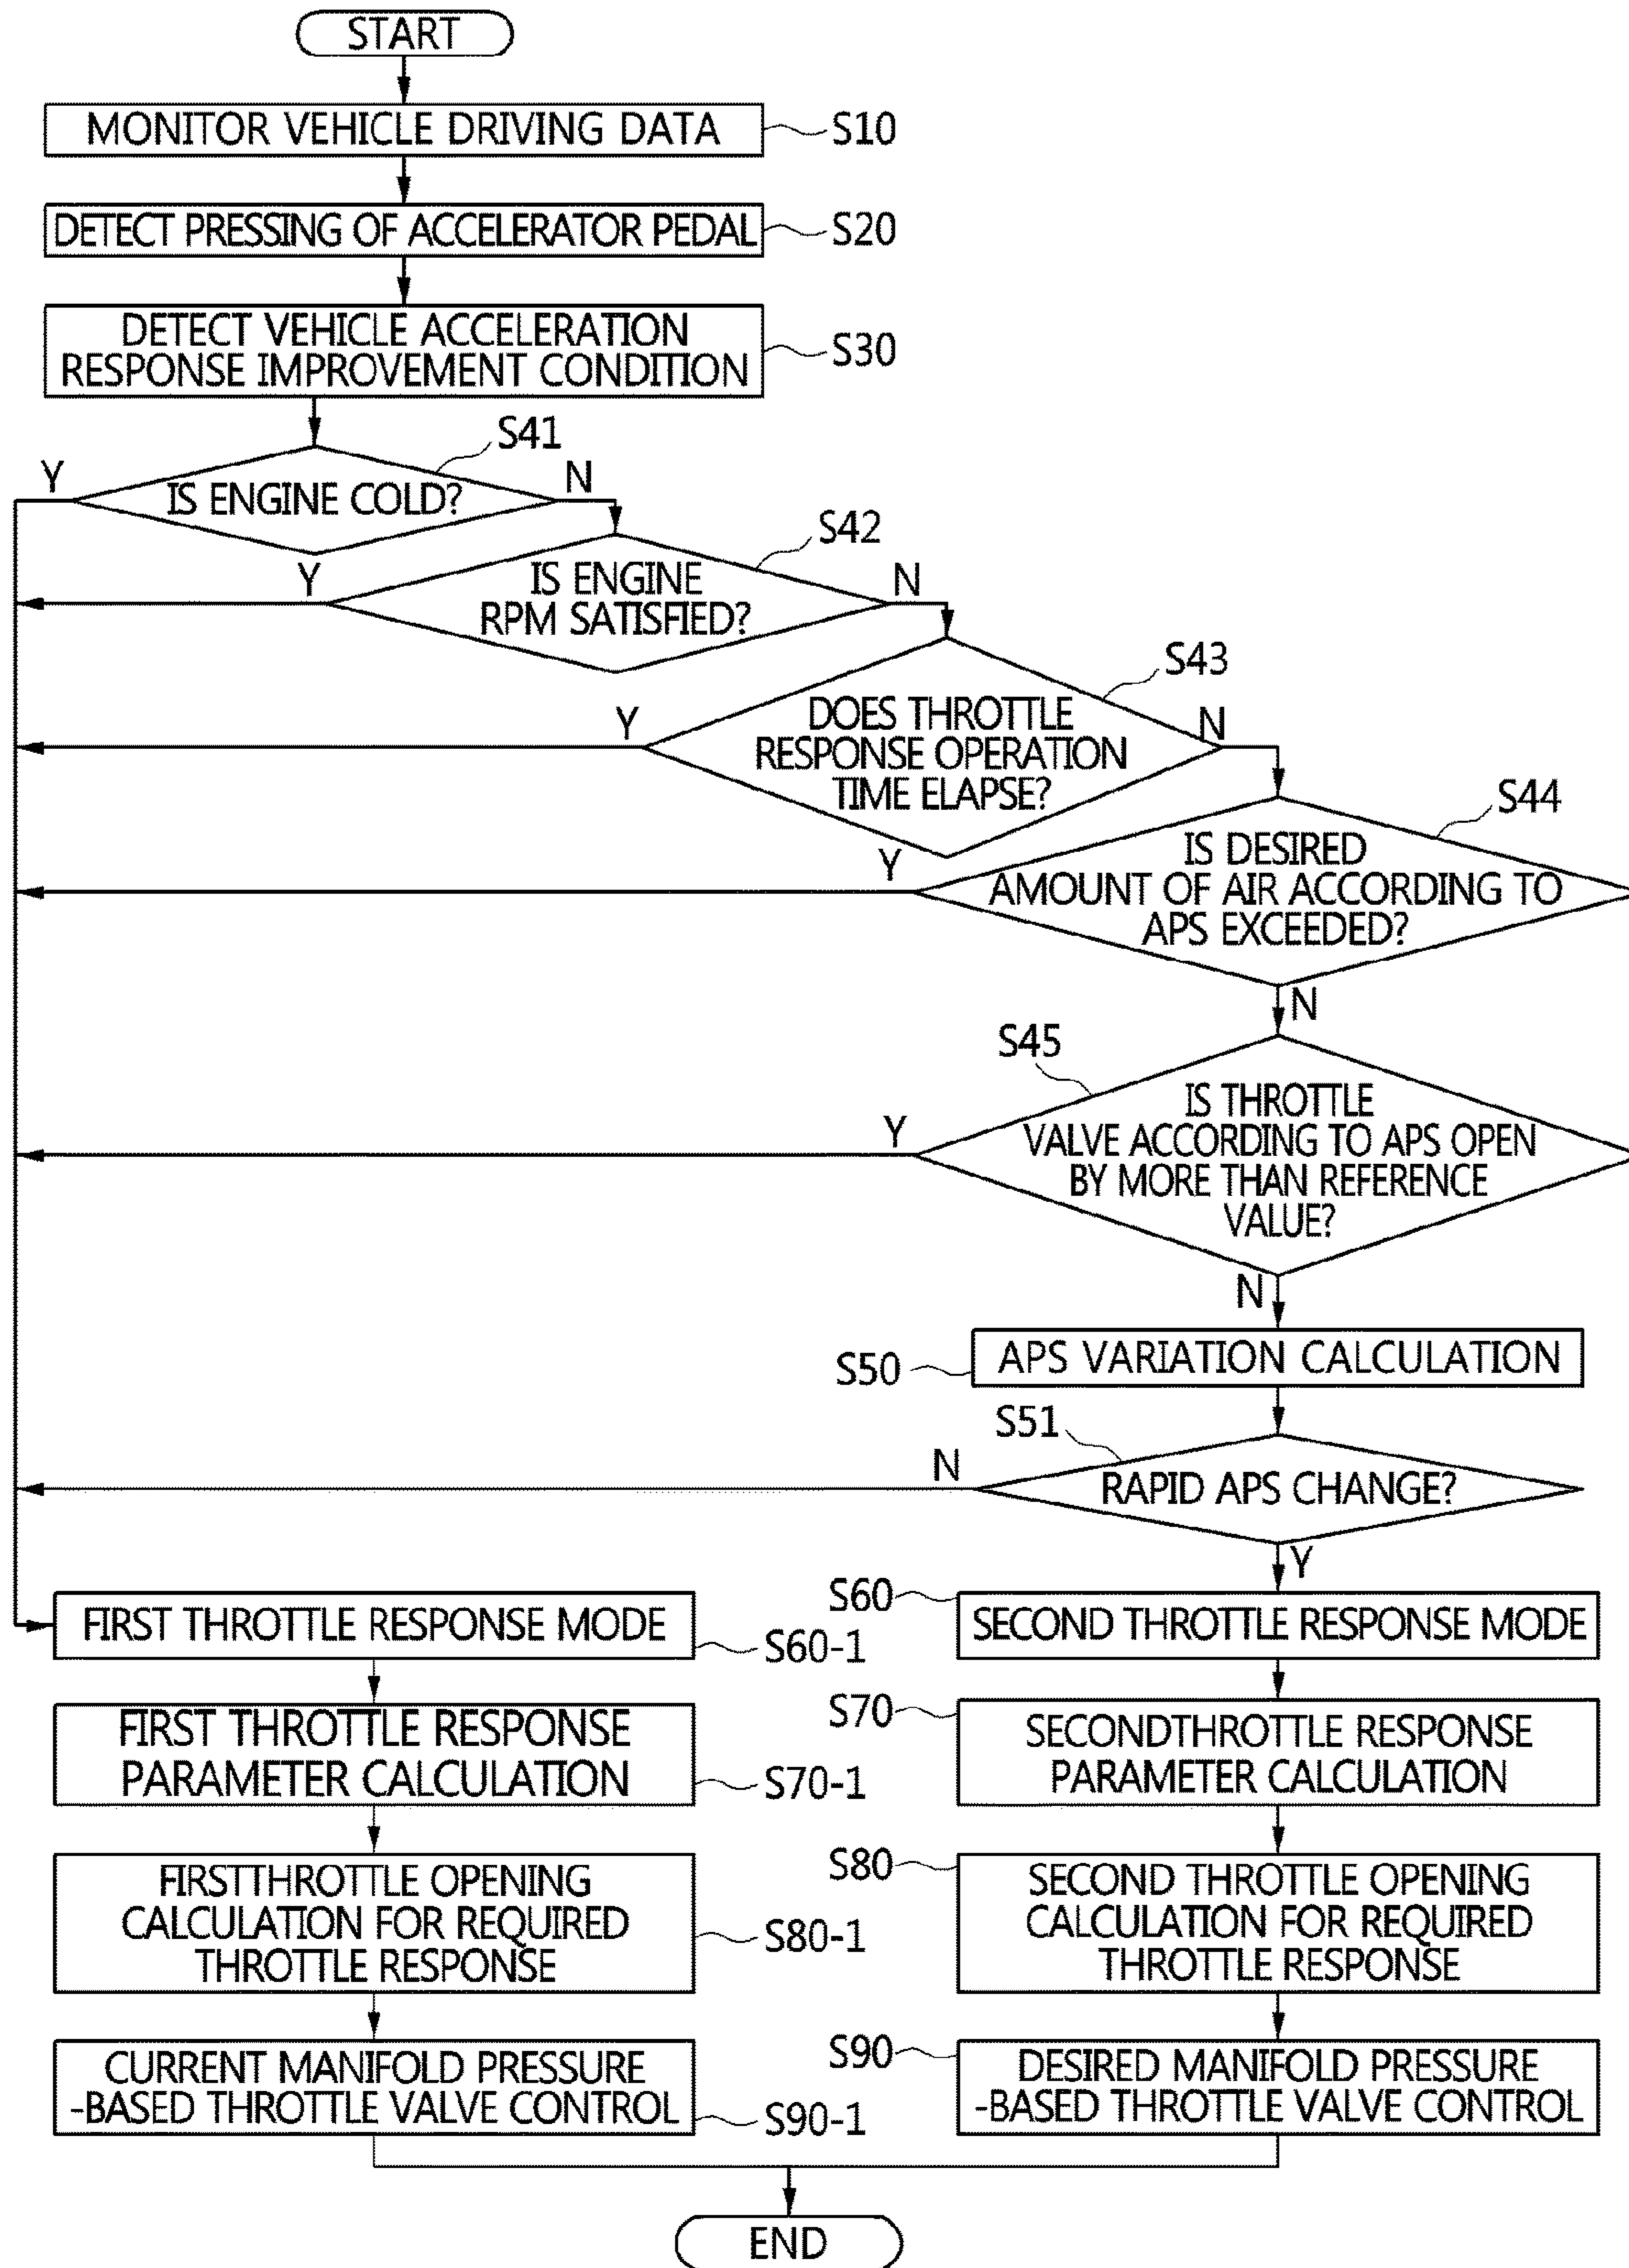 START
MONITOR VEHICLE DRIVING DATA
S10
DETECT PRESSING OF ACCELERATOR PEDAL
S20
DETECT VEHICLE ACCELERATION
RESPONSE IMPROVEMENT CONDITION
S30
S41
Y
IS ENGINE COLD?
N
S42
Y
IS ENGINE
RPM SATISFIED?
N
S43
Y
DOES THROTTLE
RESPONSE OPERATION
TIME ELAPSE?
N
S44
Y
IS DESIRED
AMOUNT OF AIR ACCORDING TO
APS EXCEEDED?
N
S45
Y
IS THROTTLE
VALVE ACCORDING TO APS OPEN
BY MORE THAN REFERENCE
VALUE?
N
S50
APS VARIATION CALCULATION
S51
N
RAPID APS CHANGE?
Y
FIRST THROTTLE RESPONSE MODE
S60-1
S60
SECOND THROTTLE RESPONSE MODE
FIRST THROTTLE RESPONSE
PARAMETER CALCULATION
S70-1
S70
SECONDTHROTTLE RESPONSE
PARAMETER CALCULATION
FIRSTTHROTTLE OPENING
CALCULATION FOR REQUIRED
THROTTLE RESPONSE
S80-1
S80
SECOND THROTTLE OPENING
CALCULATION FOR REQUIRED
THROTTLE RESPONSE
CURRENT MANIFOLD PRESSURE
-BASED THROTTLE VALVE CONTROL
S90-1
S90
DESIRED MANIFOLD PRESSURE
-BASED THROTTLE VALVE CONTROL
END